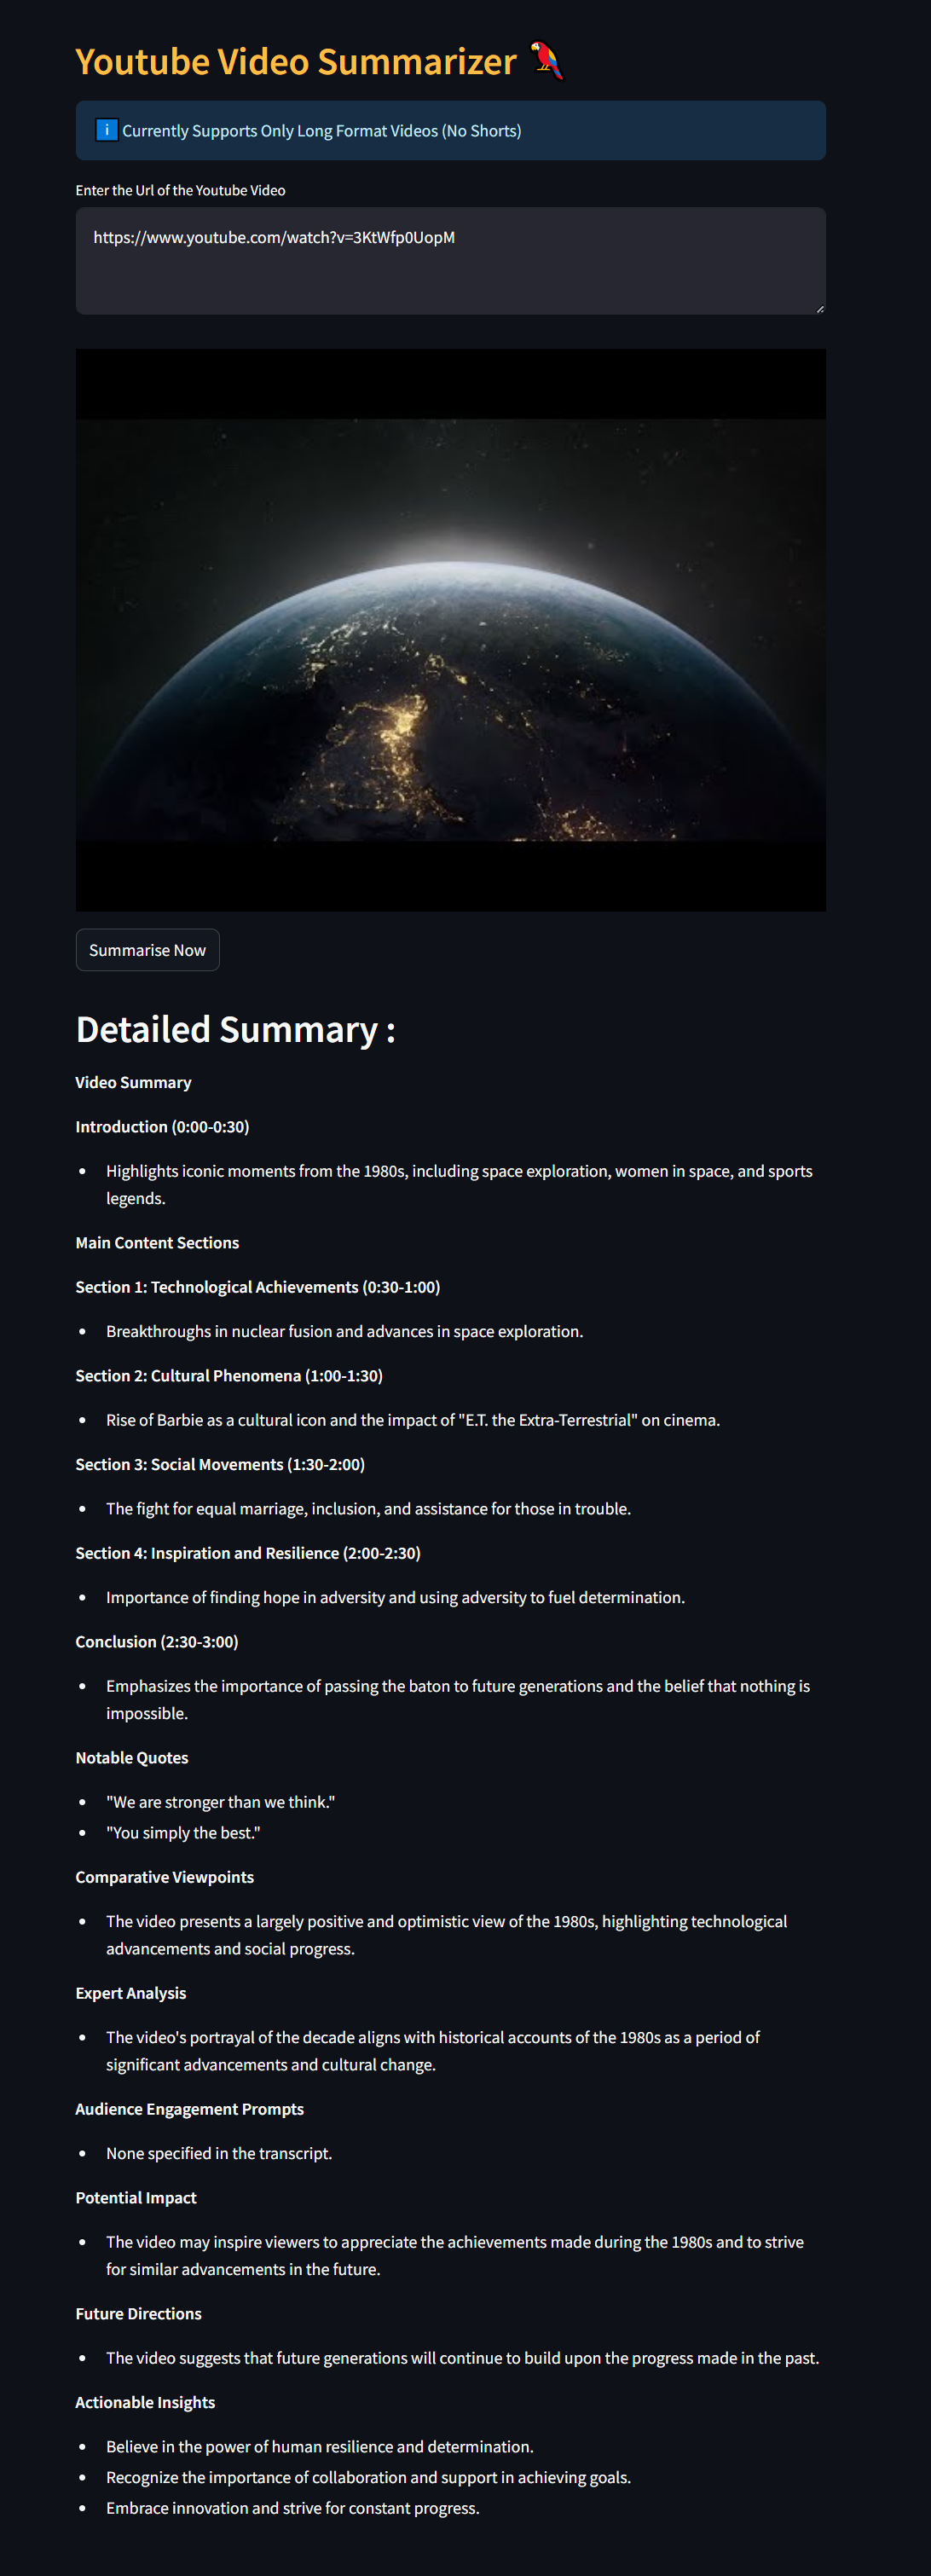 Youtube Video Summarizer 🦜
ℹ️ Currently Supports Only Long Format Videos (No Shorts)
Enter the Url of the Youtube Video
https://www.youtube.com/watch?v=3KtWfp0UopM
Summarise Now
Detailed Summary :
Video Summary
Introduction (0:00-0:30)
• Highlights iconic moments from the 1980s, including space exploration, women in space, and sports
legends.
Main Content Sections
Section 1: Technological Achievements (0:30-1:00)
• Breakthroughs in nuclear fusion and advances in space exploration.
Section 2: Cultural Phenomena (1:00-1:30)
• Rise of Barbie as a cultural icon and the impact of "E.T. the Extra-Terrestrial" on cinema.
Section 3: Social Movements (1:30-2:00)
• The fight for equal marriage, inclusion, and assistance for those in trouble.
Section 4: Inspiration and Resilience (2:00-2:30)
• Importance of finding hope in adversity and using adversity to fuel determination.
Conclusion (2:30-3:00)
• Emphasizes the importance of passing the baton to future generations and the belief that nothing is
impossible.
Notable Quotes
• "We are stronger than we think."
• "You simply the best."
Comparative Viewpoints
• The video presents a largely positive and optimistic view of the 1980s, highlighting technological
advancements and social progress.
Expert Analysis
• The video's portrayal of the decade aligns with historical accounts of the 1980s as a period of
significant advancements and cultural change.
Audience Engagement Prompts
• None specified in the transcript.
Potential Impact
• The video may inspire viewers to appreciate the achievements made during the 1980s and to strive
for similar advancements in the future.
Future Directions
• The video suggests that future generations will continue to build upon the progress made in the past.
Actionable Insights
• Believe in the power of human resilience and determination.
• Recognize the importance of collaboration and support in achieving goals.
• Embrace innovation and strive for constant progress.